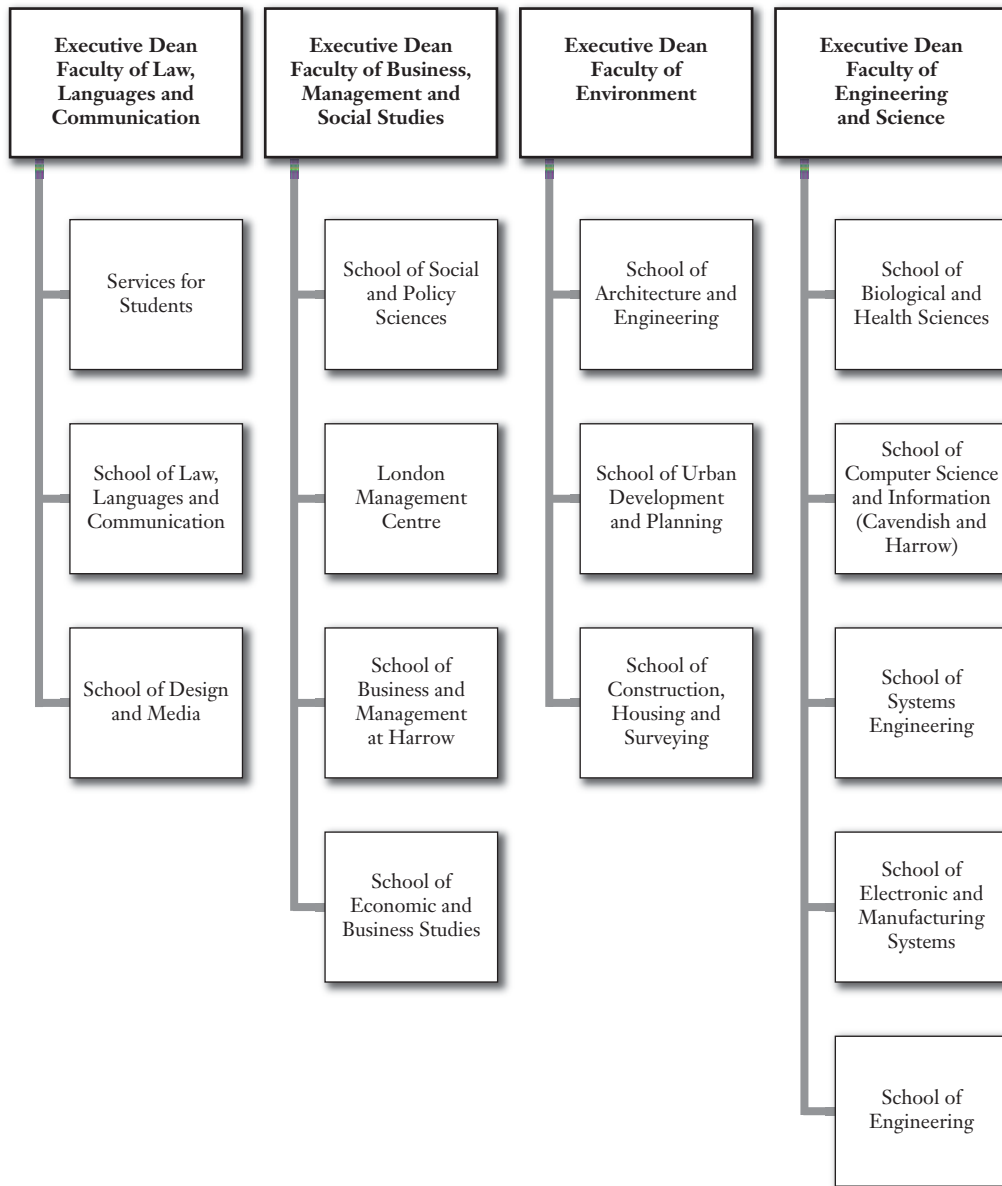 Executive Dean
Faculty of Law,
Languages and
Communication
Services for
Students
School of Law,
Languages and
Communication
School of Design
and Media
Executive Dean
Faculty of Business,
Management and
Social Studies
School of Social
and Policy
Sciences
London
Management
Centre
School of
Business and
Management
at Harrow
School of
Economic and
Business Studies
Executive Dean
Faculty of
Environment
School of
Architecture and
Engineering
School of Urban
Development
and Planning
School of
Construction,
Housing and
Surveying
Executive Dean
Faculty of
Engineering
and Science
School of
Biological and
Health Sciences
School of
Computer Science
and Information
(Cavendish and
Harrow)
School of
Systems
Engineering
School of
Electronic and
Manufacturing
Systems
School of
Engineering